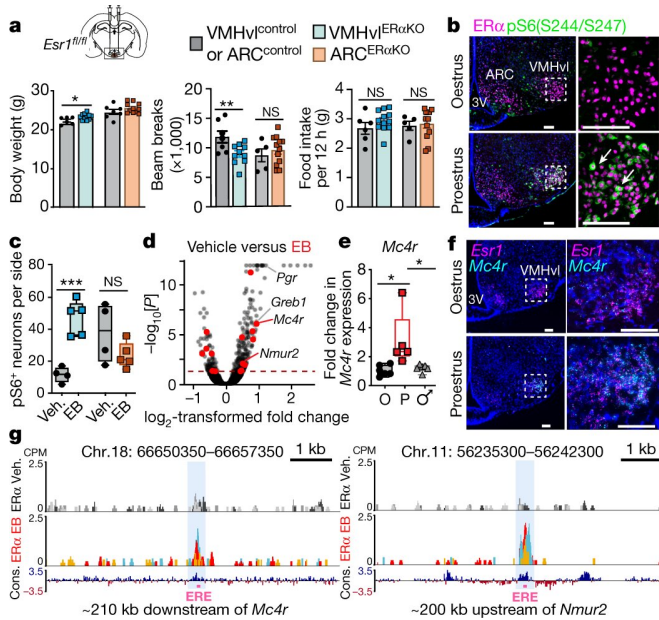 a
Esr1fl/fl
VMHvlcontrol
or ARCcontrol
VMHvlERαKO
ARCERαKO
Body weight (g)
30
20
10
0
*
Beam breaks
(×1,000)
20
15
10
5
0
**
NS
Food intake
per 12 h (g)
4
3
2
1
0
NS
NS
b
ERα pS6(S244/S247)
Oestrus
Proestrus
ARC
VMHvl
3V
c
pS6+ neurons per side
80
60
40
20
0
***
NS
Veh.
EB
Veh.
EB
d
Vehicle versus EB
−log10[P]
10
5
0
−2
0
2
4
Pgr
Greb1
Mc4r
Nmur2
log2-transformed fold change
e
Mc4r
Fold change in
Mc4r expression
8
6
4
2
0
*
*
O
P
♂
f
Esr1
Mc4r
VMHvl
3V
Esr1
Mc4r
Oestrus
Proestrus
g
CPM
Chr.18: 66650350–66657350
1 kb
Chr.11: 56235300–56242300
1 kb
ERα Veh.
2.5
0
ERα EB
2.5
0
Cons.
3.5
−3.5
ERE
~210 kb downstream of Mc4r
CPM
ERα Veh.
2.5
0
ERα EB
2.5
0
Cons.
3.5
−3.5
ERE
~200 kb upstream of Nmur2